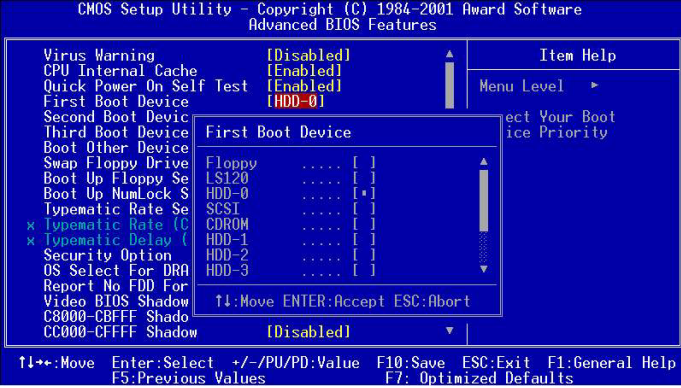 CMOS Setup Utility - Copyright (C) 1984-2001 Award Software
Advanced BIOS Features
Virus Warning [Disabled]
CPU Internal Cache [Enabled]
Quick Power On Self Test [Enabled]
First Boot Device [HDD-0]
Second Boot Devic
Third Boot Device
Boot Other Device
Swap Floppy Drive
Boot Up Floppy Se
Boot Up NumLock S
Typematic Rate Se
x Typematic Rate (C
x Typematic Delay (
Security Option
OS Select For DRA
Report No FDD For
Video BIOS Shadow
C8000-CBFFF Shado
CC000-CFFFF Shadow [Disabled]
Item Help
Menu Level ►
ect Your Boot
ice Priority
First Boot Device
Floppy ..... [ ]
LS120 ..... [ ]
HDD-0 ..... [▪]
SCSI ..... [ ]
CDROM ..... [ ]
HDD-1 ..... [ ]
HDD-2 ..... [ ]
HDD-3 ..... [ ]
↑↓:Move ENTER:Accept ESC:Abort
↑↓→←:Move Enter:Select +/-/PU/PD:Value F10:Save ESC:Exit F1:General Help
F5:Previous Values F7: Optimized Defaults